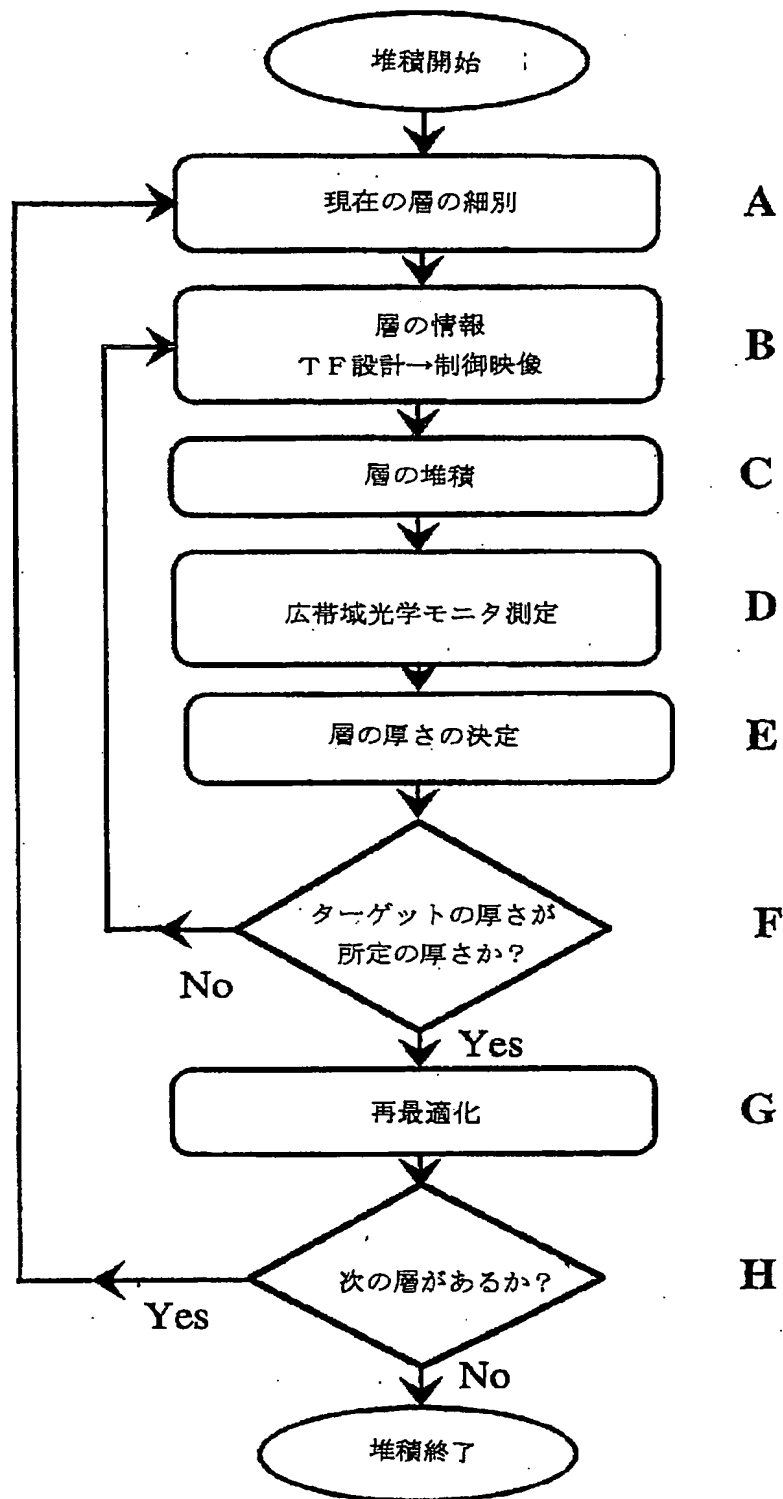 堆積開始
現在の層の細別
A
層の情報
TF設計→制御映像
B
層の堆積
C
広帯域光学モニタ測定
D
層の厚さの決定
E
ターゲットの厚さが
所定の厚さか?
F
No
Yes
再最適化
G
次の層があるか?
H
Yes
No
堆積終了